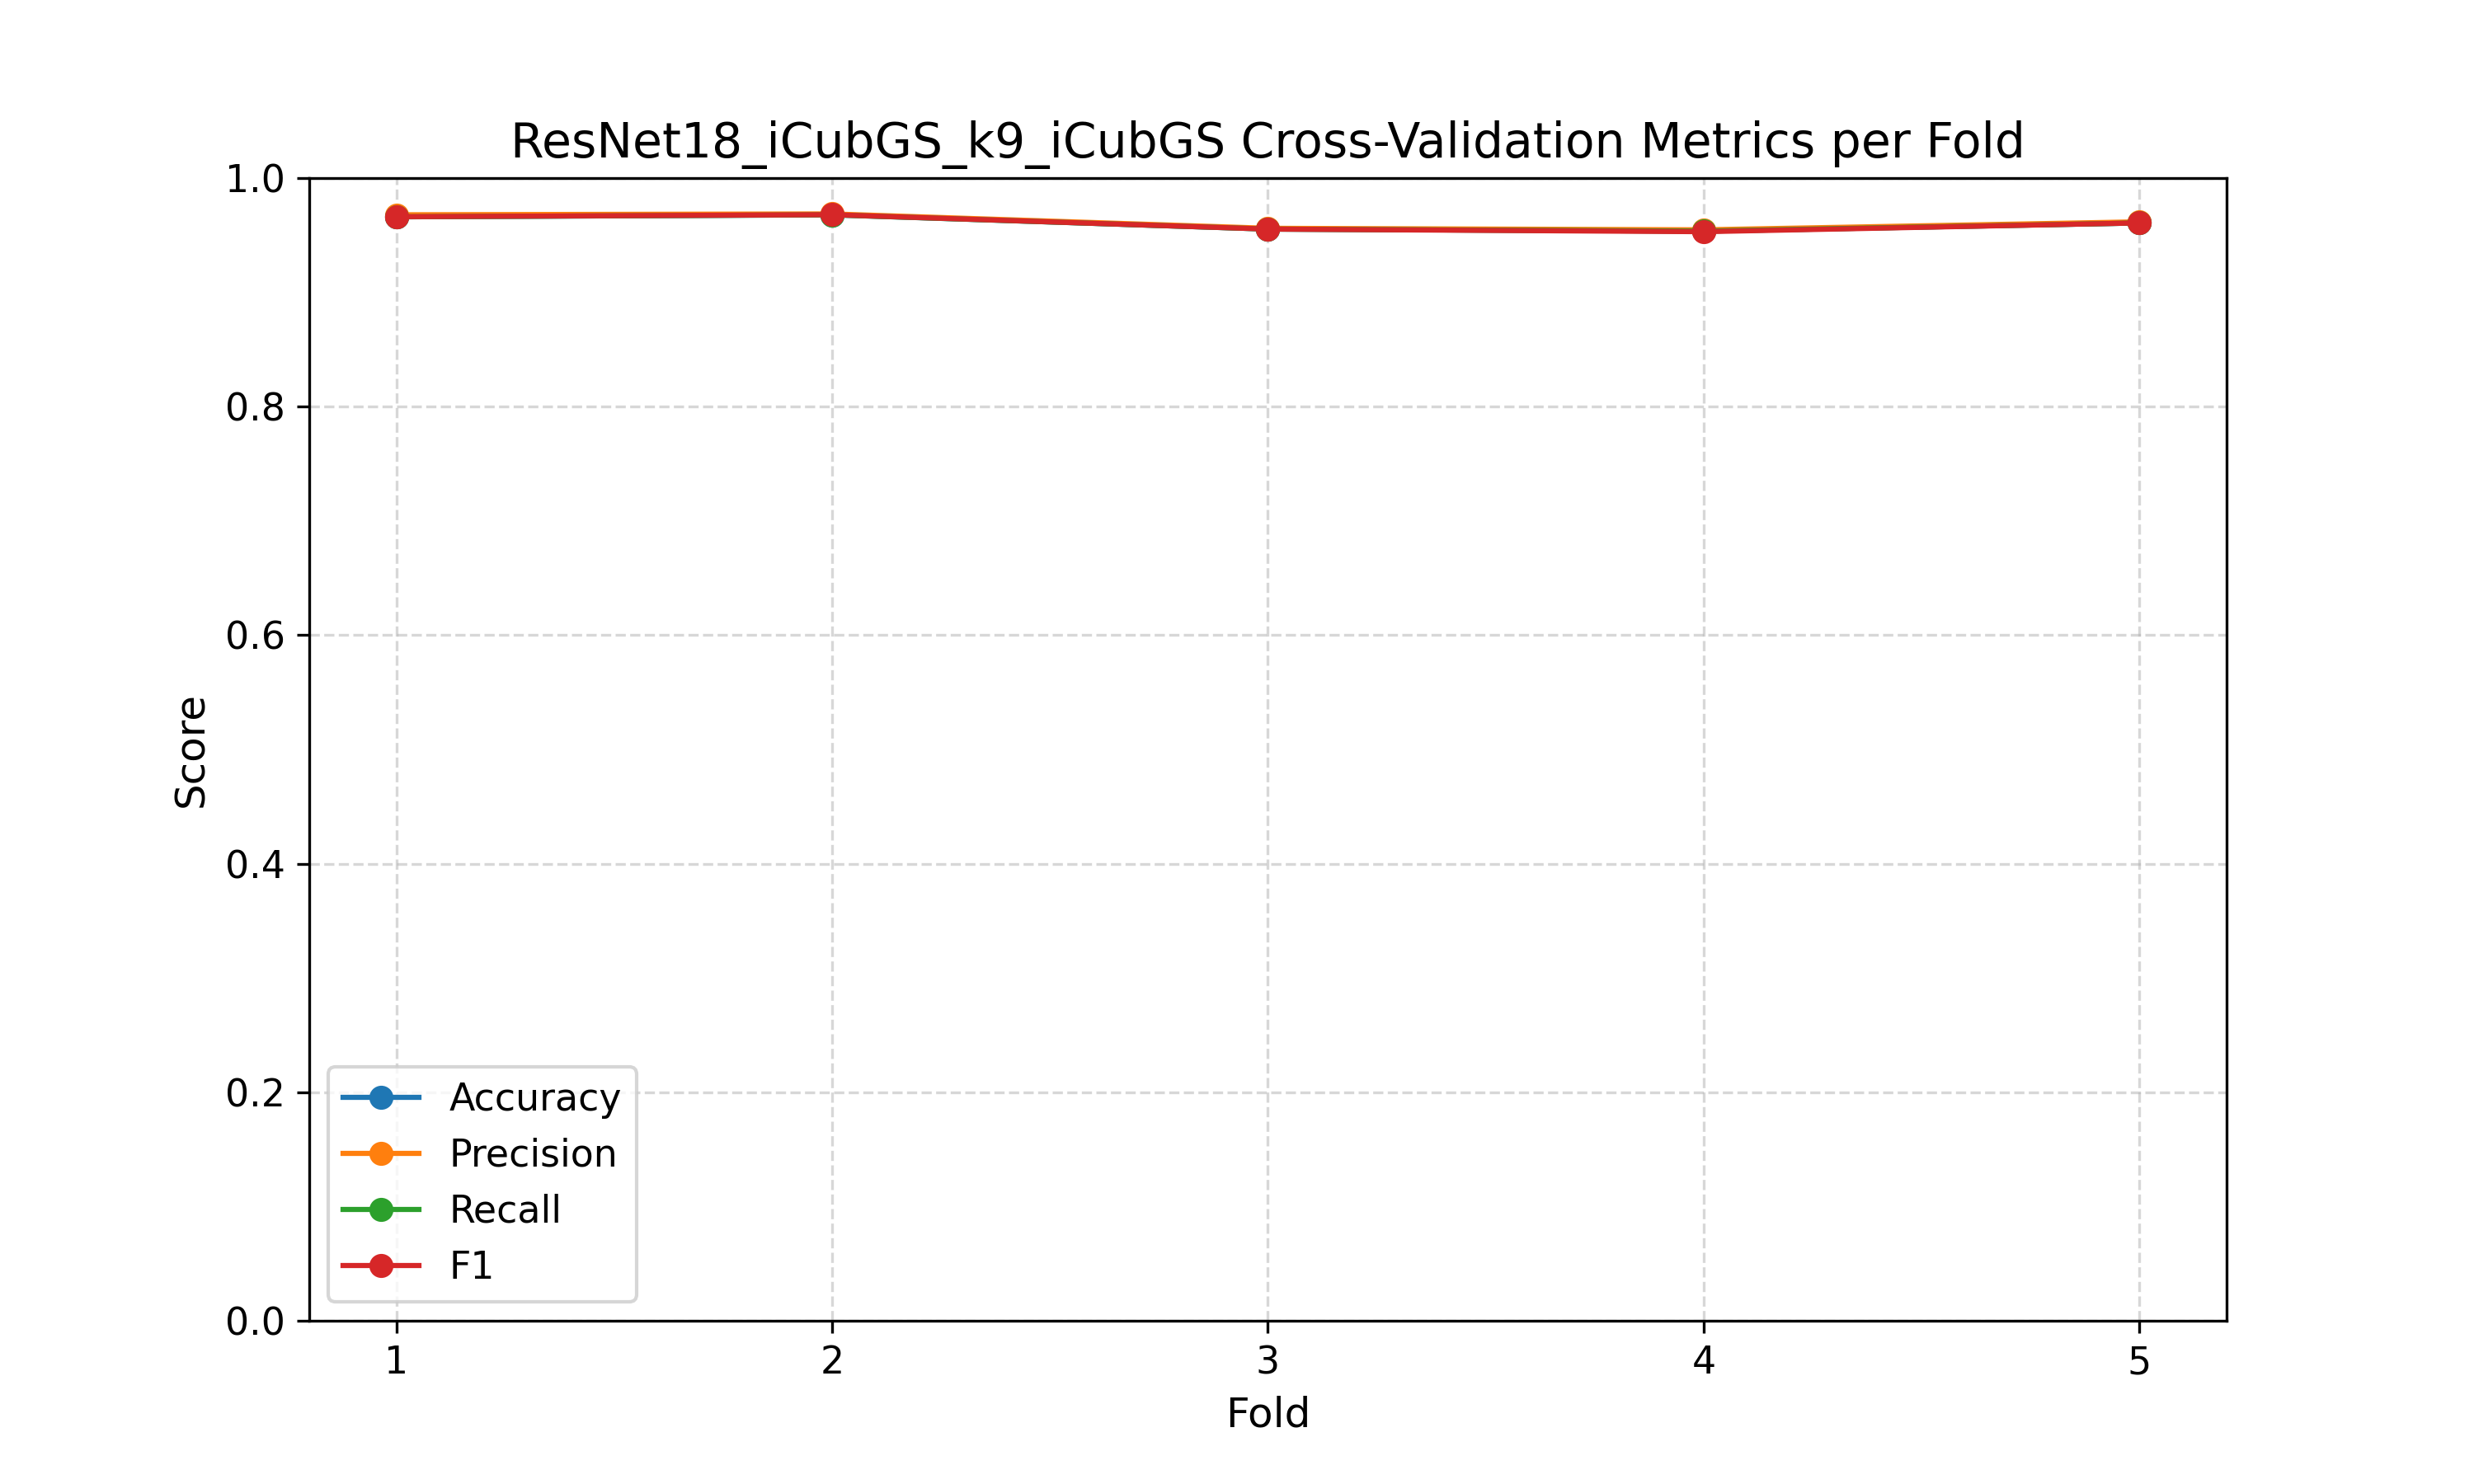 ResNet18_iCubGS_k9_iCubGS Cross-Validation Metrics per Fold
1.0
0.8
0.6
0.4
0.2
0.0
Score
Accuracy
Precision
Recall
F1
1 2 3 4 5
Fold